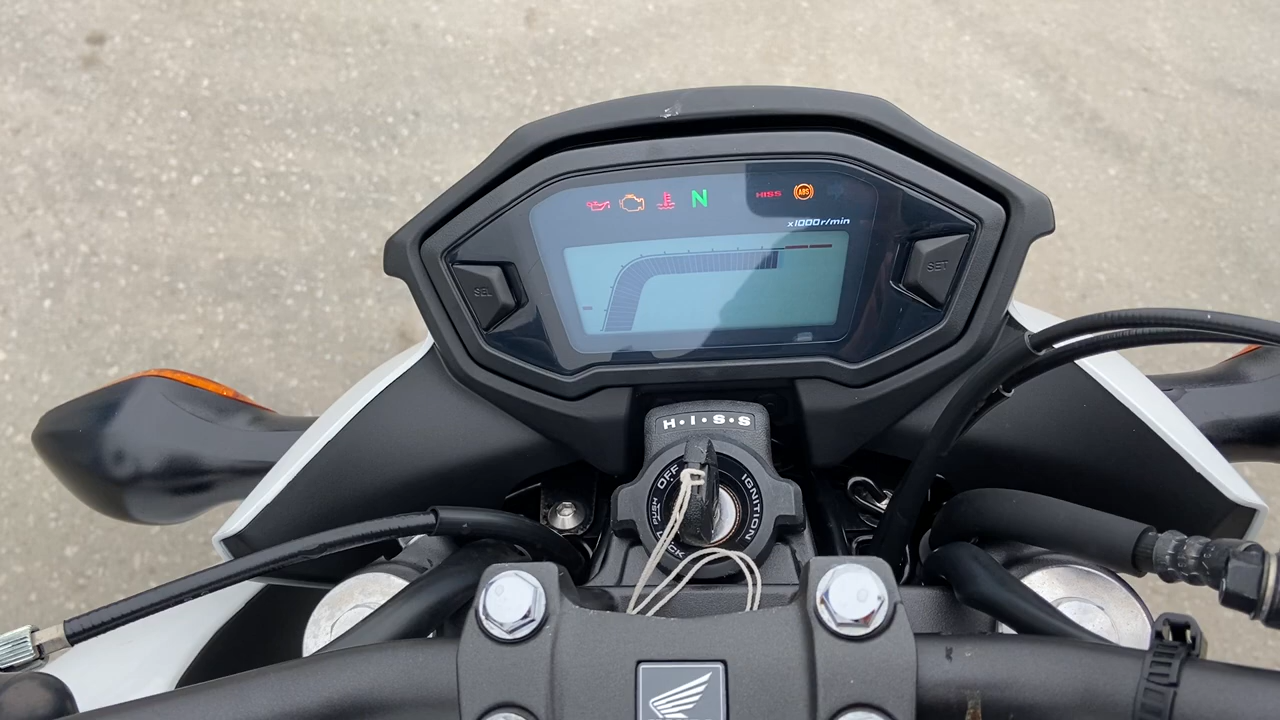 N
HISS
ABS
x1000r/min
SEL
SET
H·I·S·S
OFF
IGNITION
PUSH